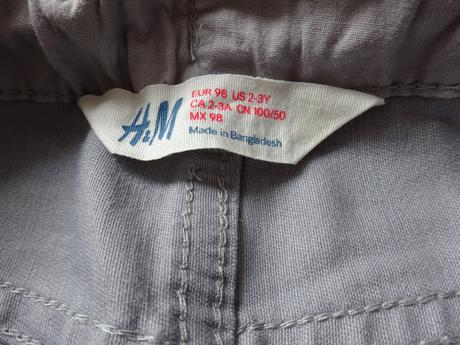 H&M
EUR 98 US 2-3Y
CA 2-3A CN 100/50
MX 98
Made in Bangladesh